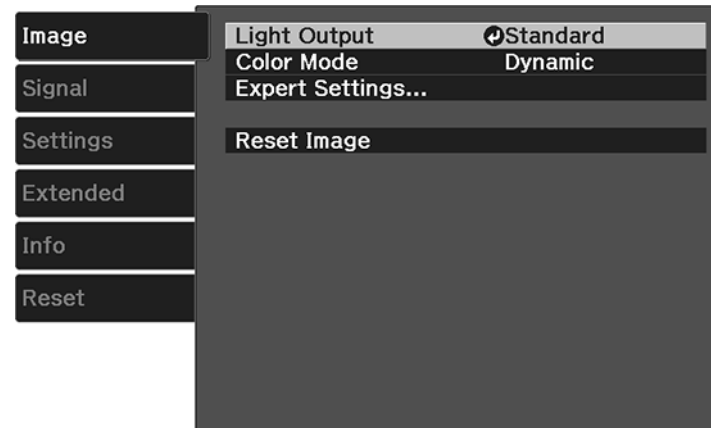 Image
Signal
Settings
Extended
Info
Reset
Light Output Standard
Color Mode Dynamic
Expert Settings...
Reset Image